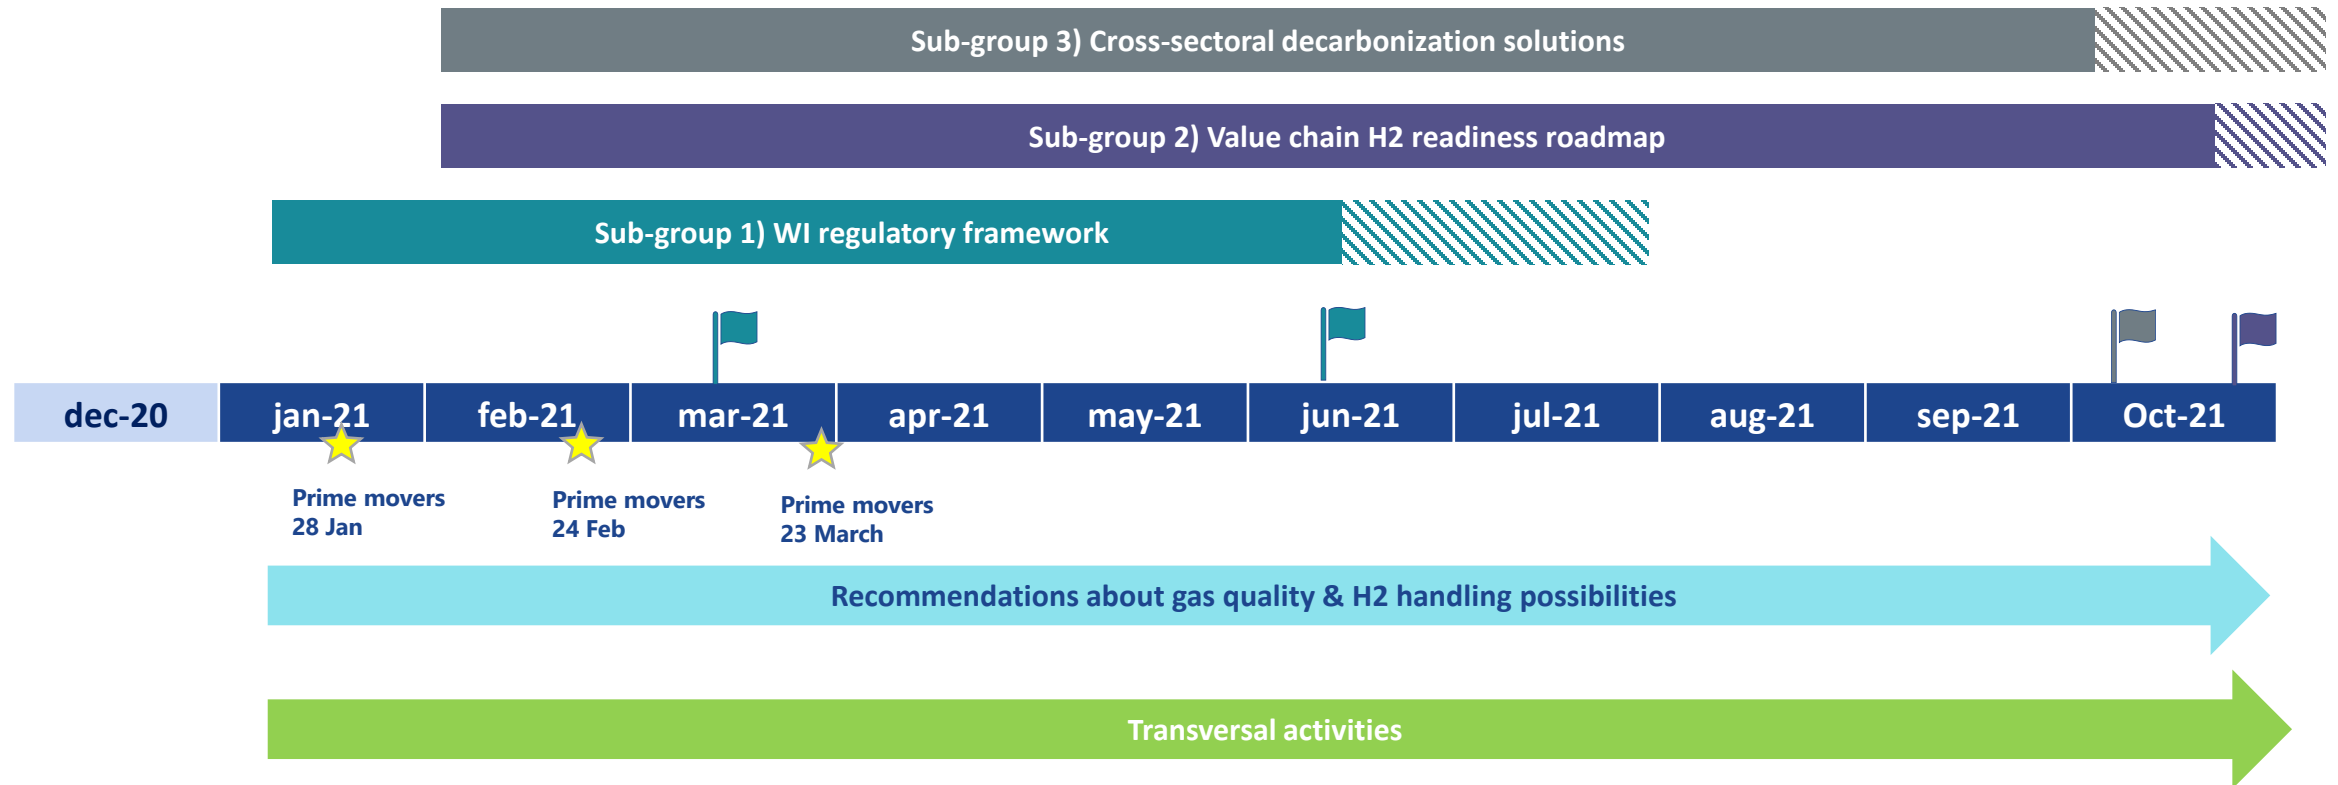 Sub-group 3) Cross-sectoral decarbonization solutions
Sub-group 2) Value chain H2 readiness roadmap
Sub-group 1) WI regulatory framework
dec-20
jan-21
feb-21
mar-21
apr-21
may-21
jun-21
jul-21
aug-21
sep-21
Oct-21
Prime movers
28 Jan
Prime movers
24 Feb
Prime movers
23 March
Recommendations about gas quality & H2 handling possibilities
Transversal activities